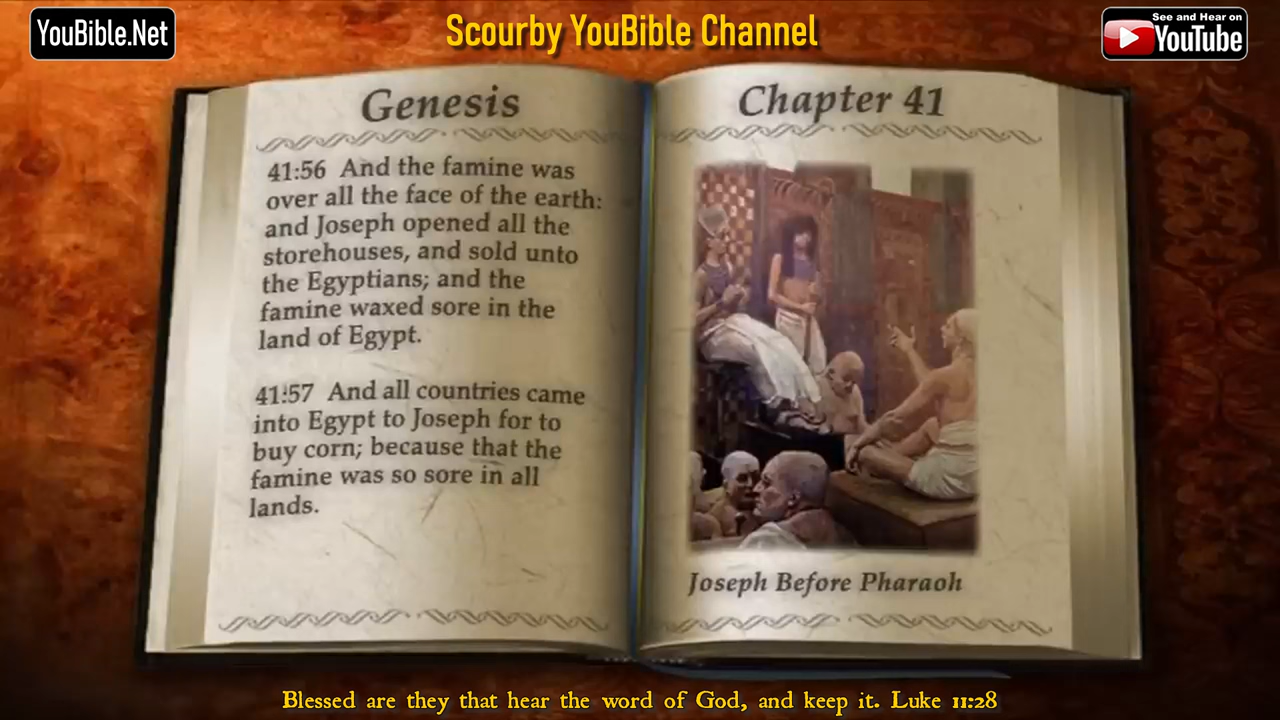 YouBible.Net
Scourby YouBible Channel
See and Hear on
YouTube
Genesis
41:56 And the famine was
over all the face of the earth:
and Joseph opened all the
storehouses, and sold unto
the Egyptians; and the
famine waxed sore in the
land of Egypt.
41:57 And all countries came
into Egypt to Joseph for to
buy corn; because that the
famine was so sore in all
lands.
Chapter 41
Joseph Before Pharaoh
Blessed are they that hear the word of God, and keep it. Luke 11:28